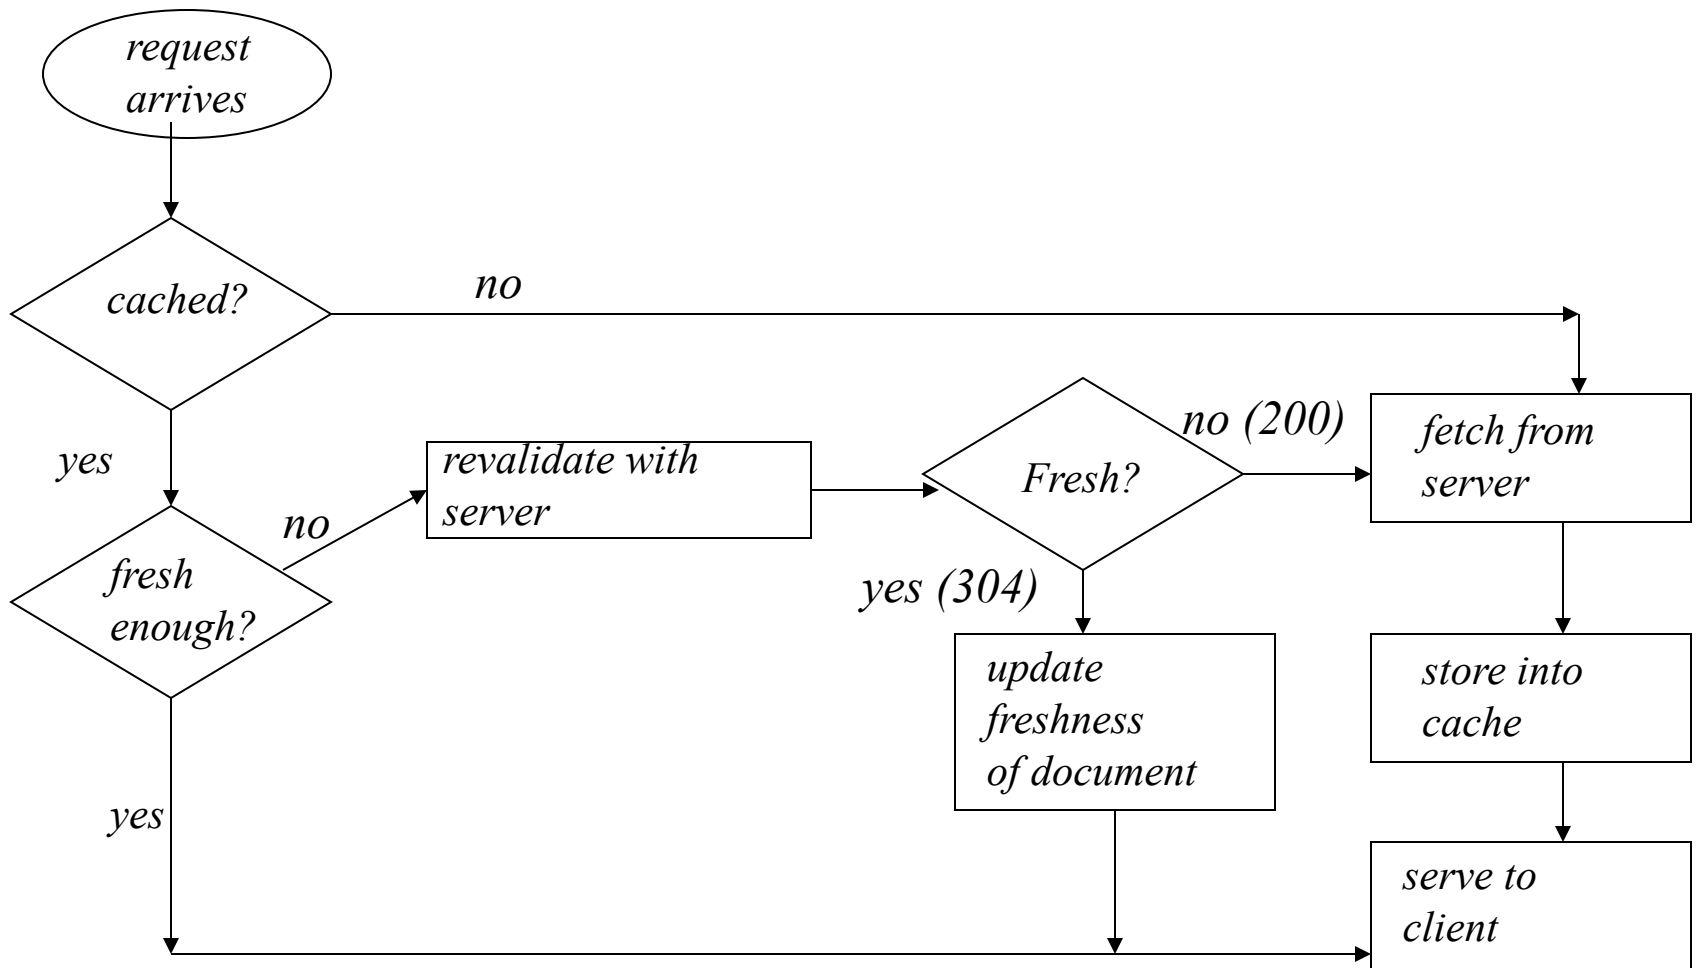 request
arrives
cached?
no
yes
fresh
enough?
no
revalidate with
server
Fresh?
no (200)
fetch from
server
yes (304)
update
freshness
of document
store into
cache
yes
serve to
client